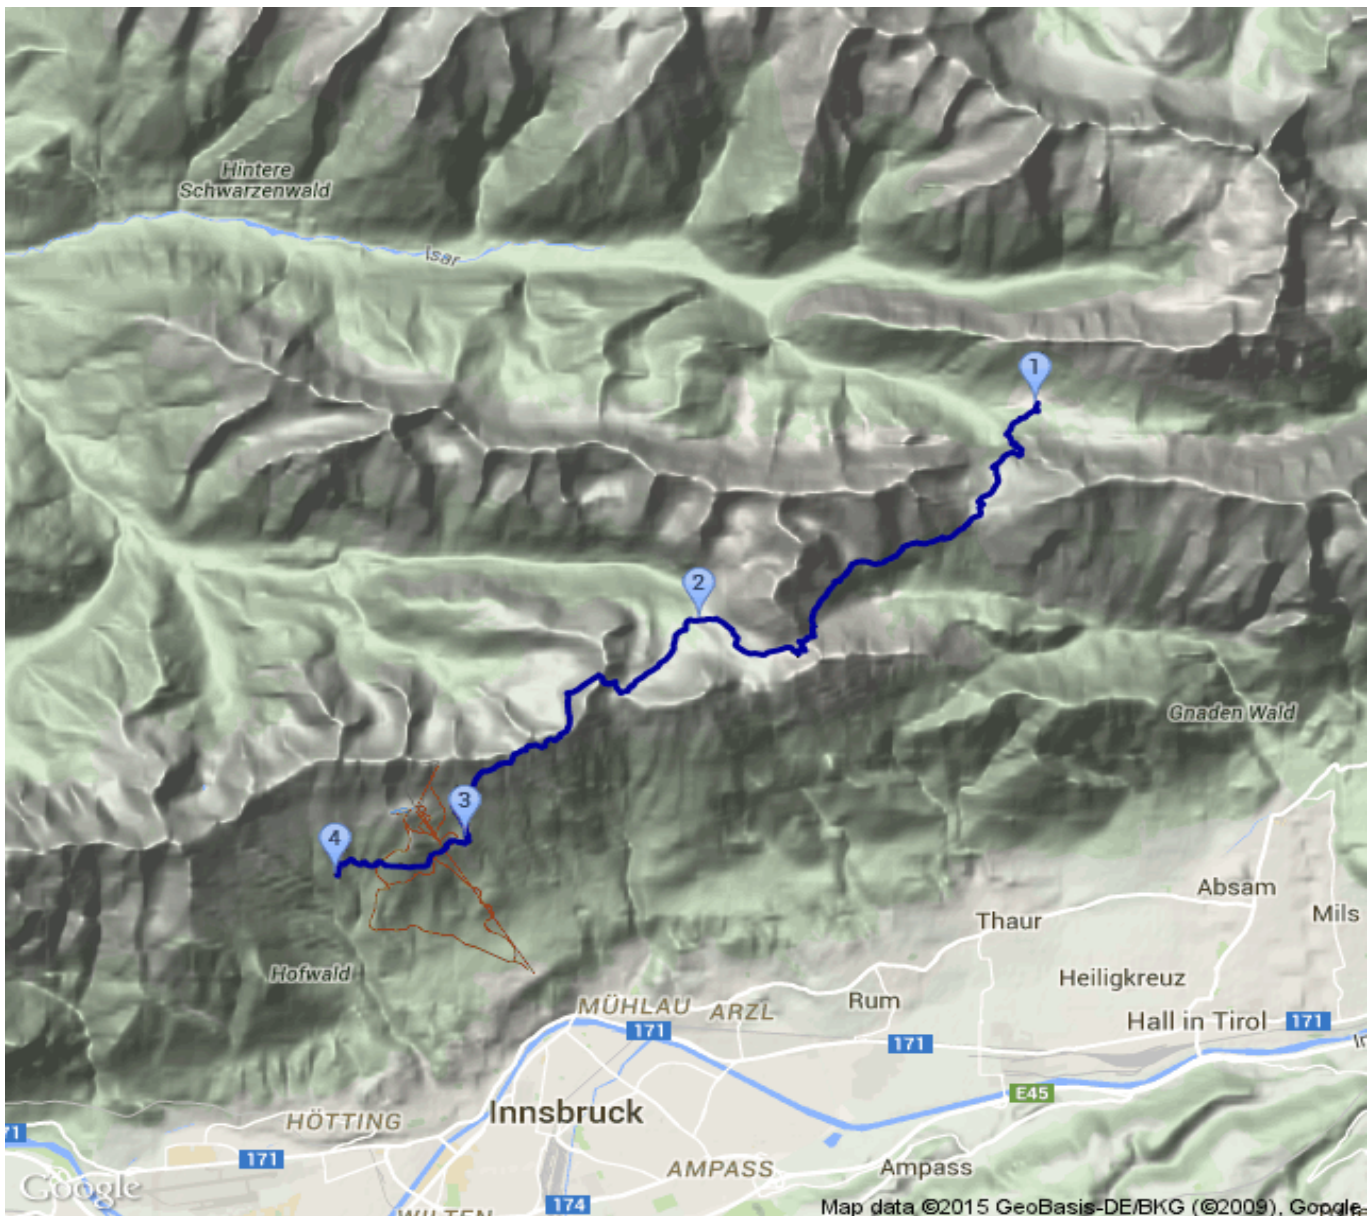 Hintere
Schwarzenwald
Isar
1
2
Gnaden Wald
3
4
Absam
Thaur
Mils
Hofwald
Heiligkreuz
MÜHLAU
ARZL
Rum
Hall in Tirol
171
171
171
E45
Innsbruck
HÖTTING
71
171
AMPASS
Ampass
Google
174
WILTEN
Map data ©2015 GeoBasis-DE/BKG (©2009), Google